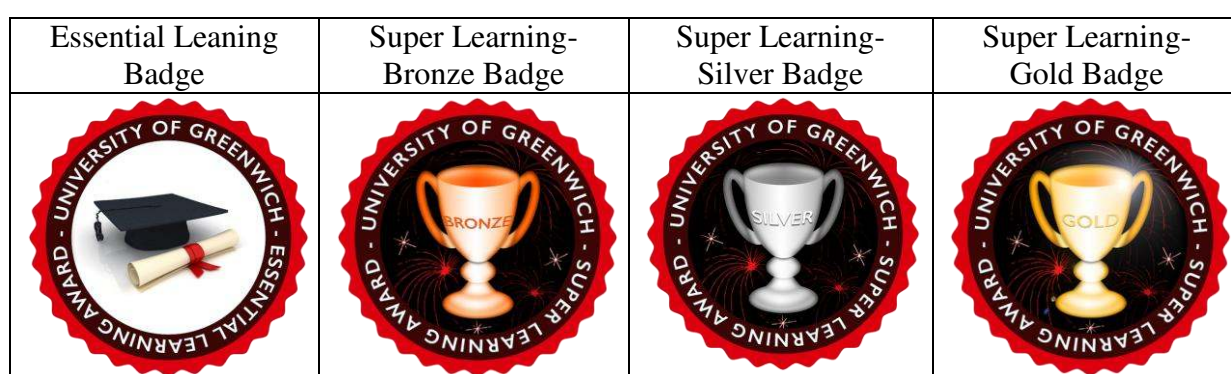 Essential Leaning
Badge
Super Learning-
Bronze Badge
Super Learning-
Silver Badge
Super Learning-
Gold Badge
UNIVERSITY OF GREENWICH - ESSENTIAL LEARNING AWARD -
UNIVERSITY OF GREENWICH - SUPER LEARNING AWARD -
BRONZE
UNIVERSITY OF GREENWICH - SUPER LEARNING AWARD -
SILVER
UNIVERSITY OF GREENWICH - SUPER LEARNING AWARD -
GOLD